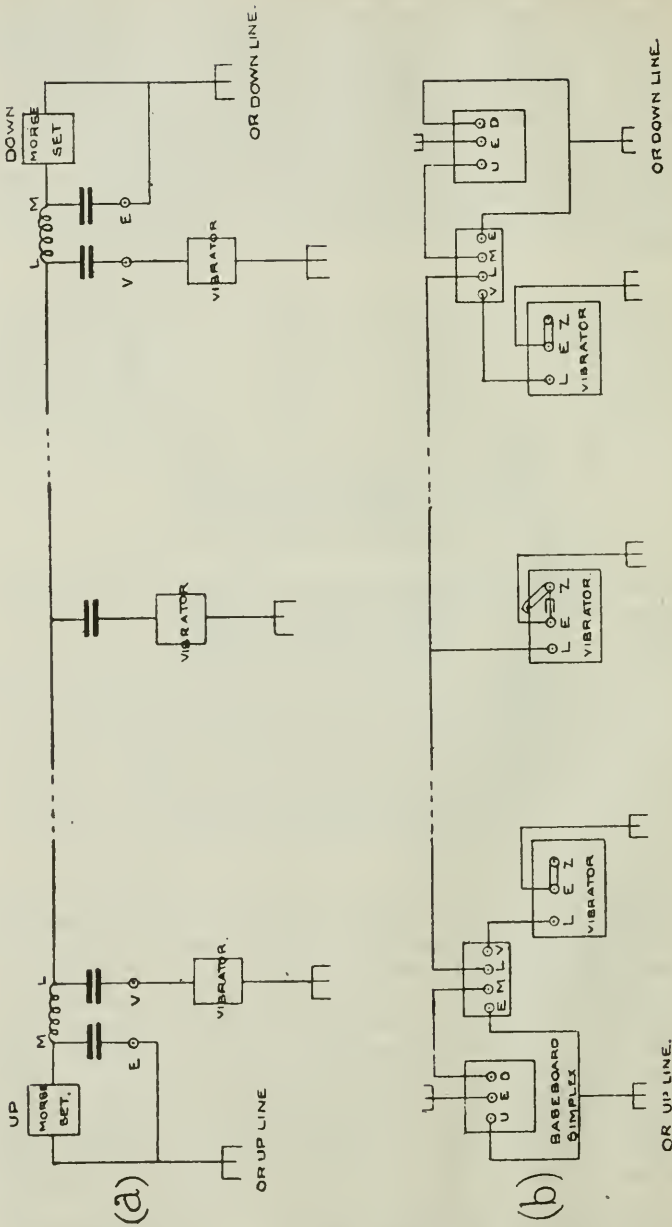 (a)
UP
MORSE
SET.
M L
E V
VIBRATOR.
OR UP LINE
VIBRATOR
DOWN
MORSE
SET
L M
V E
VIBRATOR
OR DOWN LINE.
(b)
U E D
BASEBOARD
SIMPLEX
E M L V
L E Z
VIBRATOR
OR UP LINE.
L E Z
VIBRATOR.
V L M E
L E Z
VIBRATOR
U E D
OR DOWN LINE.